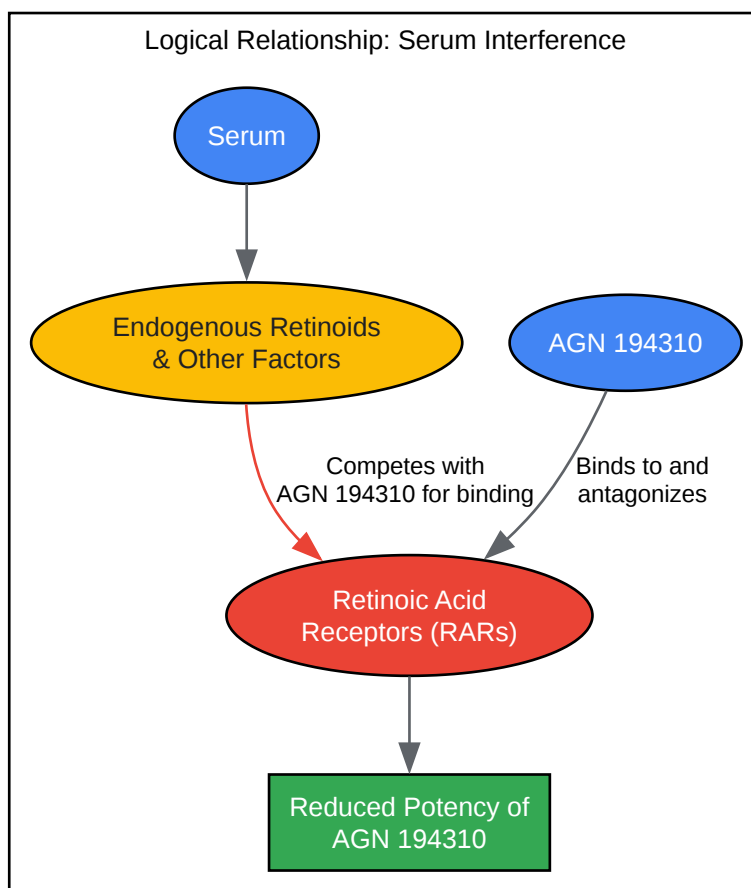 Logical Relationship: Serum Interference
Serum
Endogenous Retinoids
& Other Factors
AGN 194310
Competes with
AGN 194310 for binding
Binds to and
antagonizes
Retinoic Acid
Receptors (RARs)
Reduced Potency of
AGN 194310